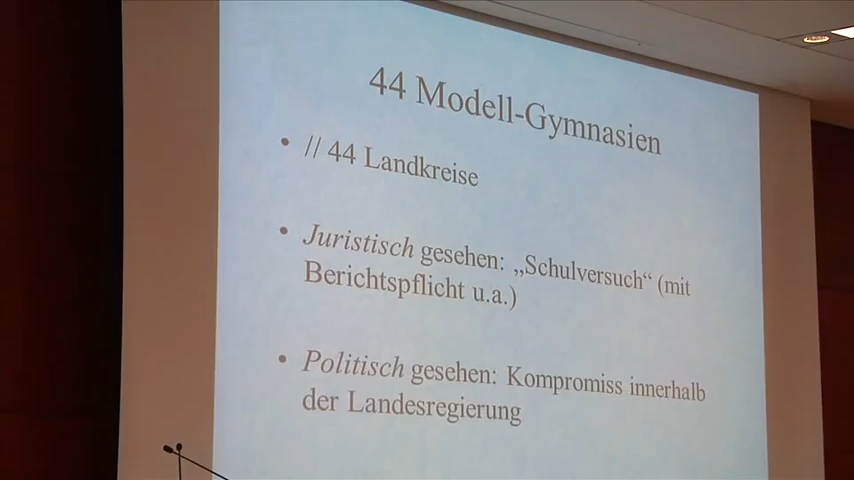 44 Modell-Gymnasien
• // 44 Landkreise
• Juristisch gesehen: „Schulversuch“ (mit
Berichtspflicht u.a.)
• Politisch gesehen: Kompromiss innerhalb
der Landesregierung